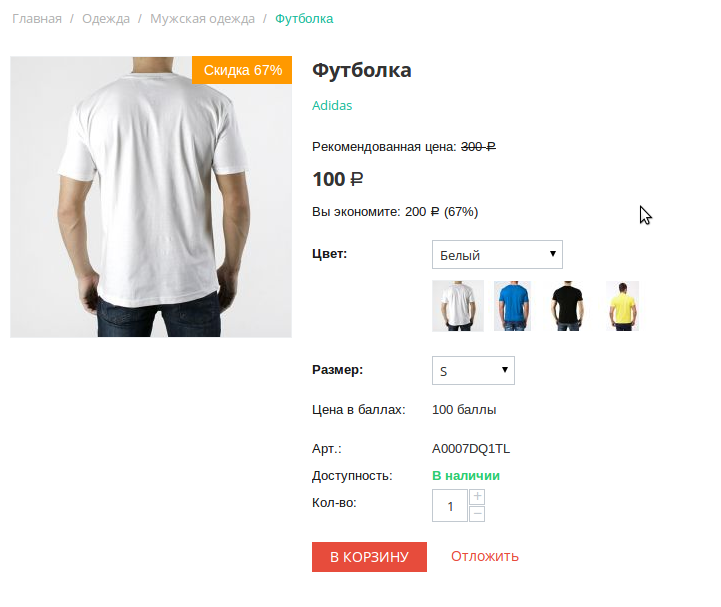 Главная / Одежда / Мужская одежда / Футболка
Скидка 67%
Футболка
Adidas
Рекомендованная цена: 300 ₽
100 ₽
Вы экономите: 200 ₽ (67%)
Цвет: Белый
Размер: S
Цена в баллах: 100 баллы
Арт.: A0007DQ1TL
Доступность: В наличии
Кол-во: 1 + −
В КОРЗИНУ Отложить